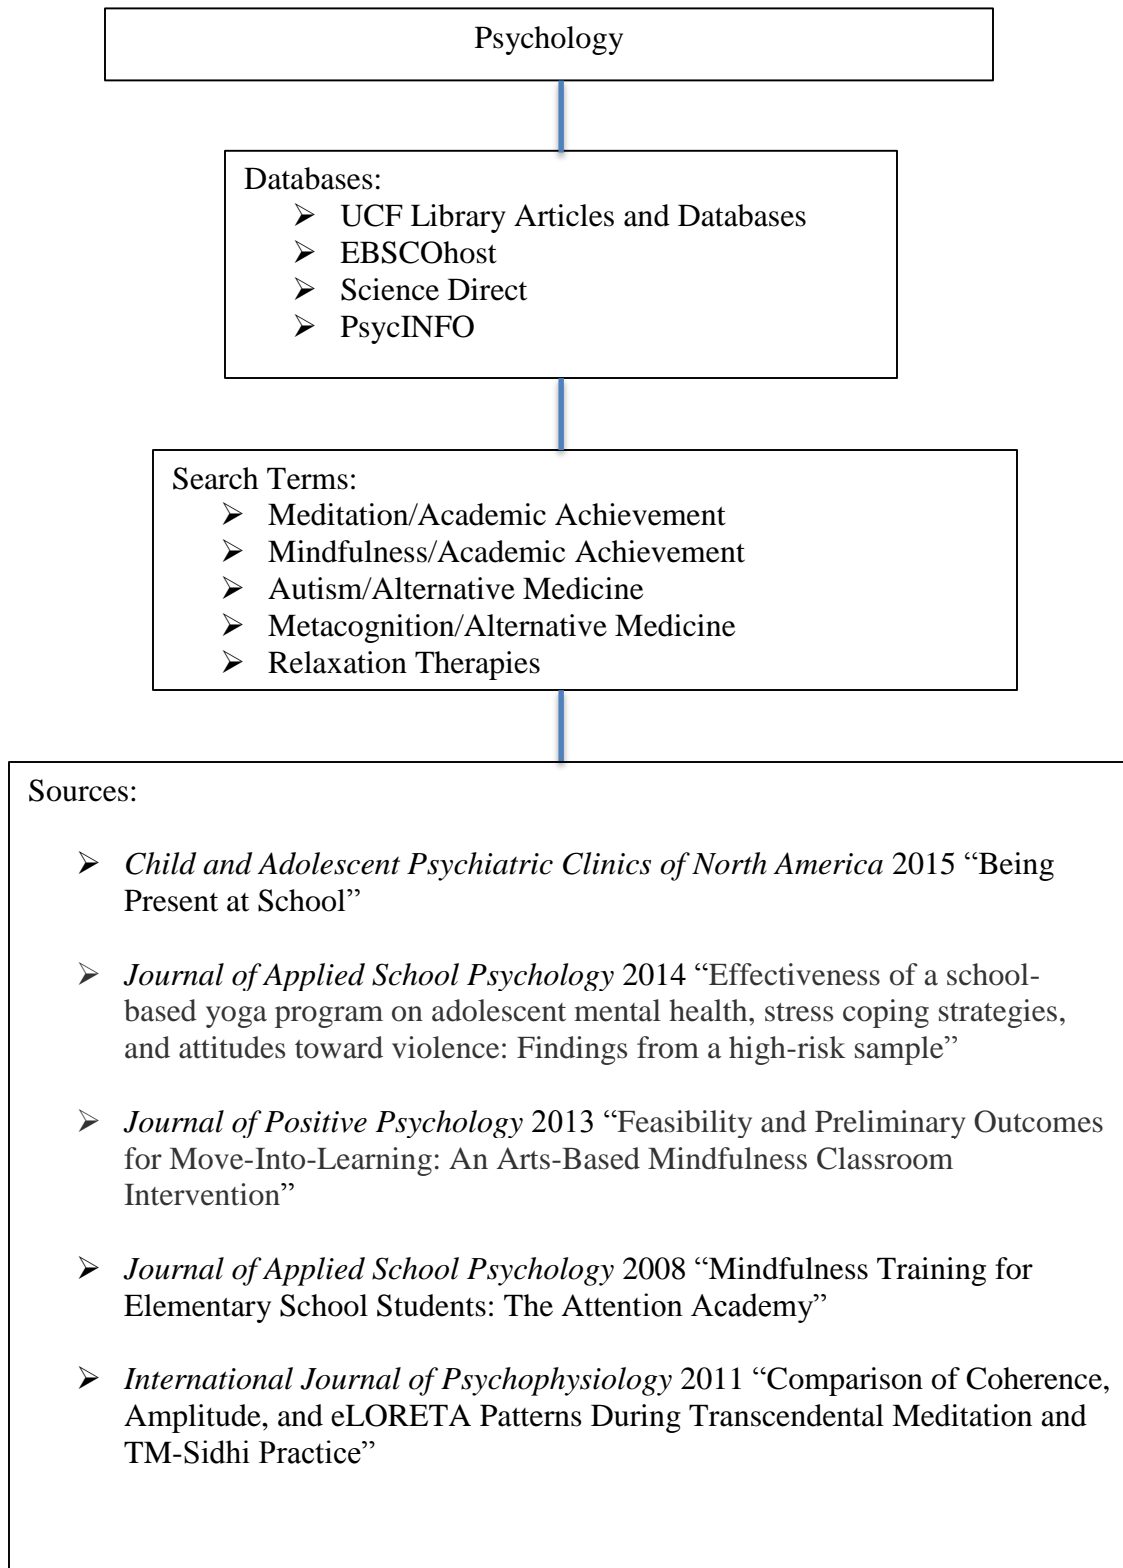 Psychology
Databases:
➢ UCF Library Articles and Databases
➢ EBSCOhost
➢ Science Direct
➢ PsycINFO
Search Terms:
➢ Meditation/Academic Achievement
➢ Mindfulness/Academic Achievement
➢ Autism/Alternative Medicine
➢ Metacognition/Alternative Medicine
➢ Relaxation Therapies
Sources:
➢ Child and Adolescent Psychiatric Clinics of North America 2015 “Being
Present at School”
➢ Journal of Applied School Psychology 2014 “Effectiveness of a school-
based yoga program on adolescent mental health, stress coping strategies,
and attitudes toward violence: Findings from a high-risk sample”
➢ Journal of Positive Psychology 2013 “Feasibility and Preliminary Outcomes
for Move-Into-Learning: An Arts-Based Mindfulness Classroom
Intervention”
➢ Journal of Applied School Psychology 2008 “Mindfulness Training for
Elementary School Students: The Attention Academy”
➢ International Journal of Psychophysiology 2011 “Comparison of Coherence,
Amplitude, and eLORETA Patterns During Transcendental Meditation and
TM-Sidhi Practice”